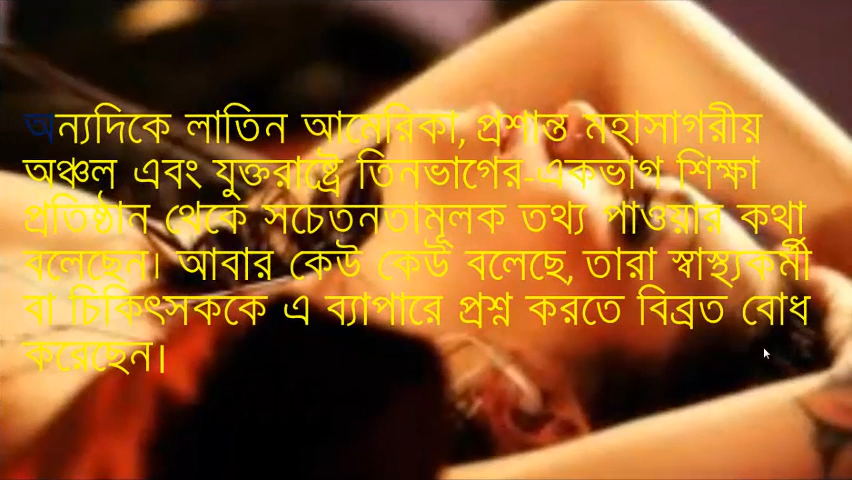 অন্যদিকে লাতিন আমেরিকা, প্রশান্ত মহাসাগরীয়
অঞ্চল এবং যুক্তরাষ্ট্রে তিনভাগের-একভাগ শিক্ষা
প্রতিষ্ঠান থেকে সচেতনতামূলক তথ্য পাওয়ার কথা
বলেছেন। আবার কেউ কেউ বলেছে, তারা স্বাস্থ্যকর্মী
বা চিকিৎসককে এ ব্যাপারে প্রশ্ন করতে বিব্রত বোধ
করেছেন।